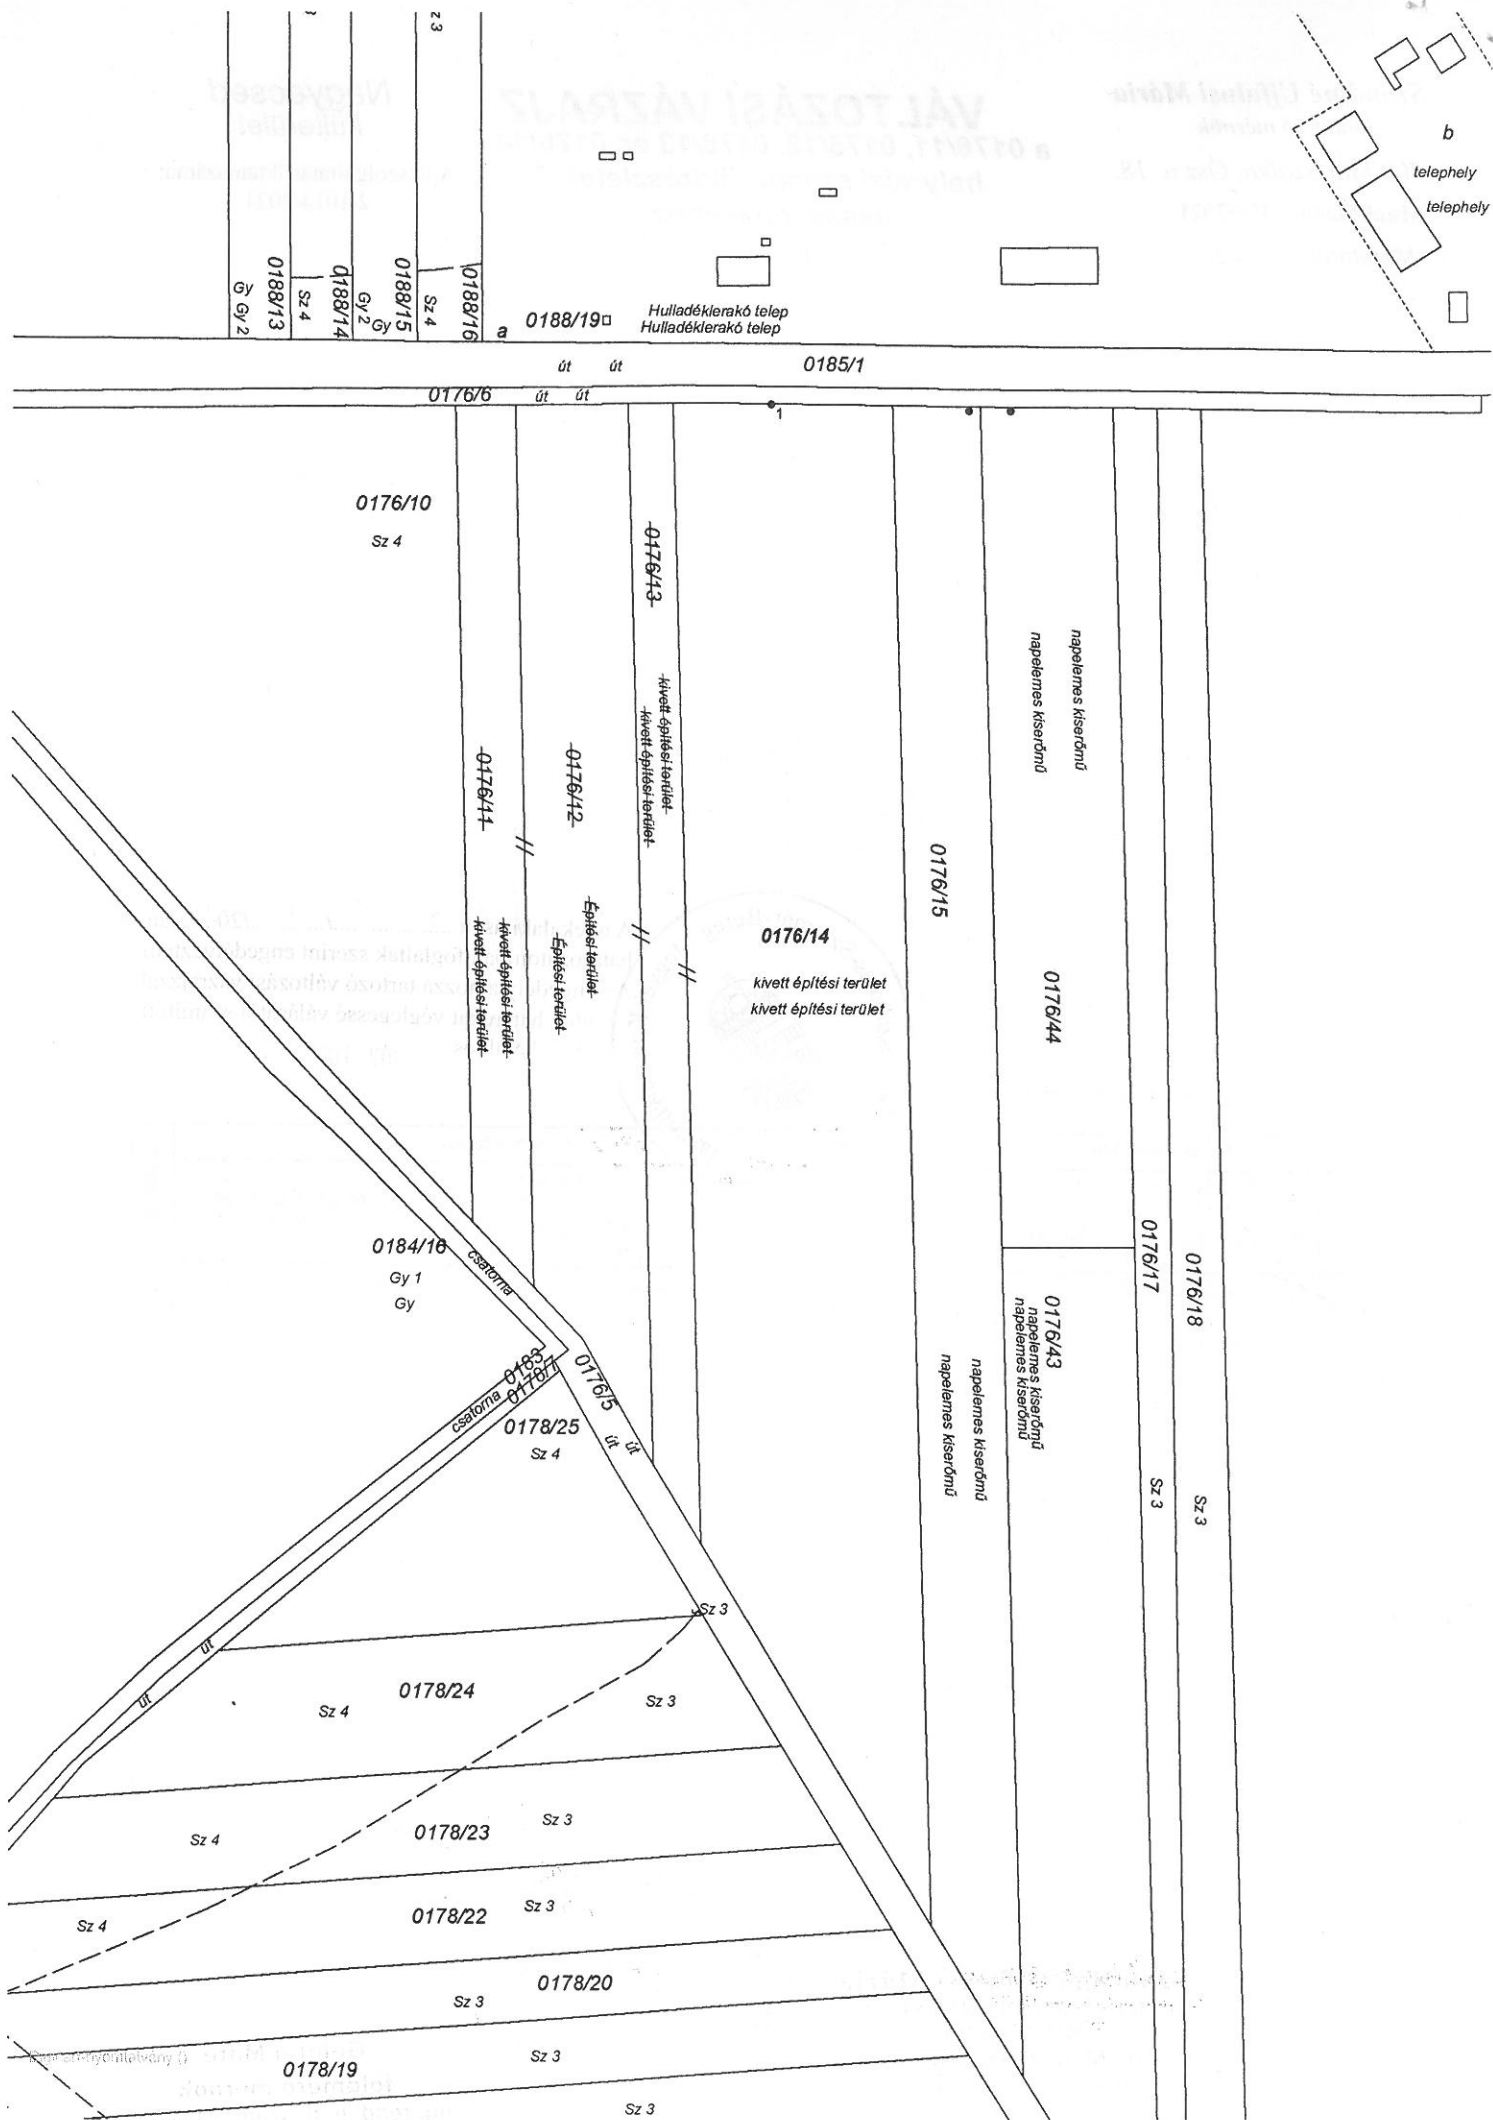 z 3
b
telephely
telephely
Gy
Gy 2
0188/13
Sz 4
0188/14
Gy 2
Gy
0188/15
Sz 4
0188/16
a
0188/19
Hulladéklerakó telep
Hulladéklerakó telep
út út
0185/1
0176/6
út út
1
0176/10
Sz 4
0176/13
kivett építési terület
kivett építési terület
napelemes kiserőmű
napelemes kiserőmű
0176/11
0176/12
kivett építési terület
kivett építési terület
Építési terület
Építési terület
0176/14
kivett építési terület
kivett építési terület
0176/15
0176/44
0184/16
Gy 1
Gy
csatorna
0176/17
0176/18
0176/43
napelemes kiserőmű
napelemes kiserőmű
0183
0178/7
csatorna
0176/5
út út
0178/25
Sz 4
napelemes kiserőmű
napelemes kiserőmű
Sz 3
Sz 3
Sz 3
út
út
0178/24
Sz 4
Sz 3
0178/23
Sz 4
Sz 3
0178/22
Sz 4
Sz 3
0178/20
Sz 3
0178/19
Sz 3
Sz 3
VÁLTOZÁSI VÁZRAJZ
Nagyecsed
külterület